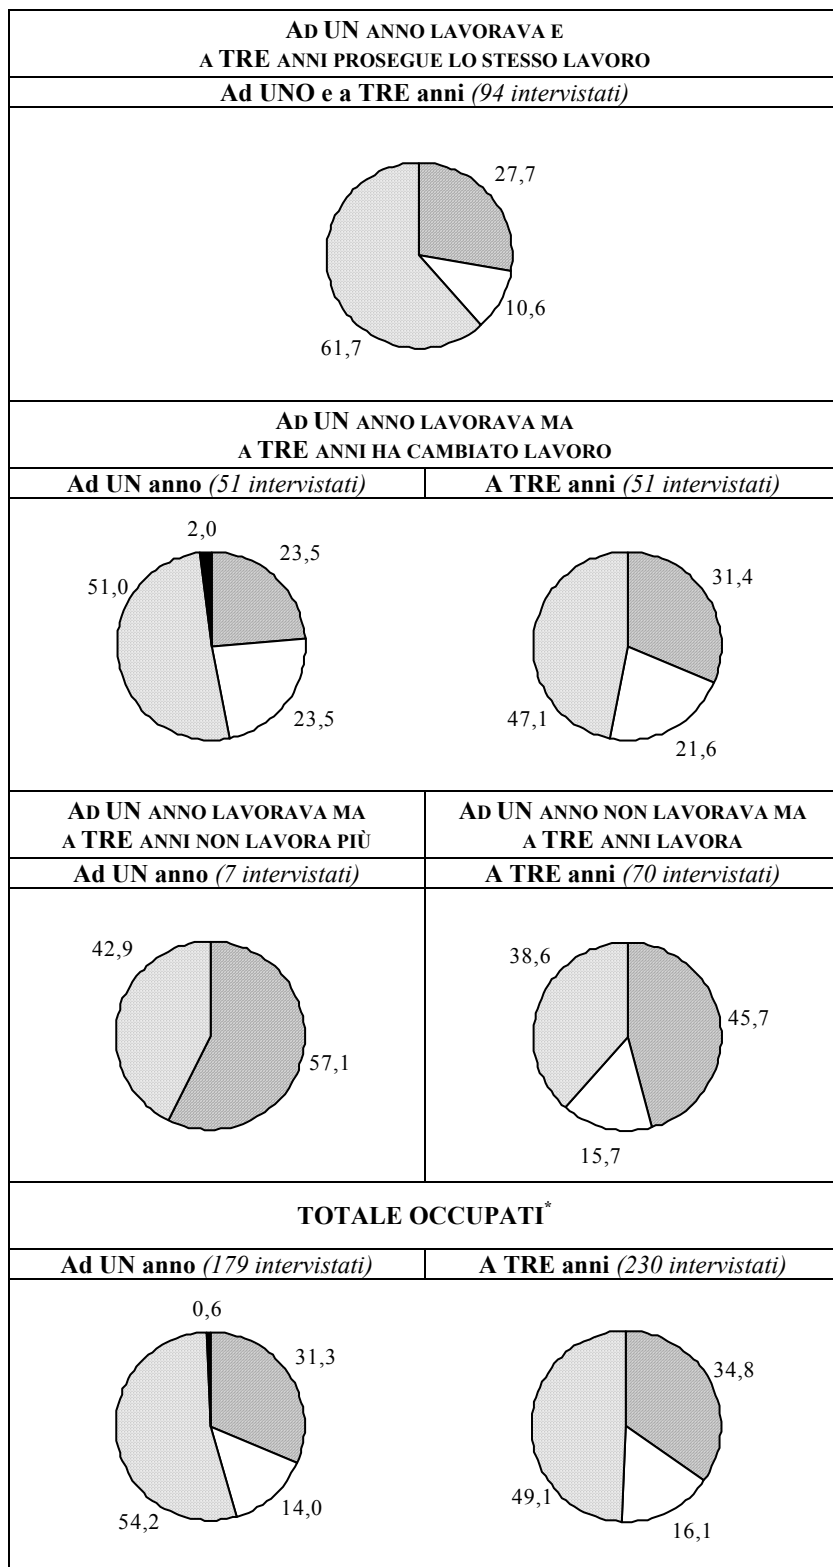 AD UN ANNO LAVORAVA E
A TRE ANNI PROSEGUE LO STESSO LAVORO
Ad UNO e a TRE anni (94 intervistati)
27,7
10,6
61,7
AD UN ANNO LAVORAVA MA
A TRE ANNI HA CAMBIATO LAVORO
Ad UN anno (51 intervistati)
A TRE anni (51 intervistati)
2,0
23,5
51,0
23,5
31,4
47,1
21,6
AD UN ANNO LAVORAVA MA
A TRE ANNI NON LAVORA PIÙ
AD UN ANNO NON LAVORAVA MA
A TRE ANNI LAVORA
Ad UN anno (7 intervistati)
A TRE anni (70 intervistati)
42,9
57,1
38,6
45,7
15,7
TOTALE OCCUPATI*
Ad UN anno (179 intervistati)
A TRE anni (230 intervistati)
0,6
31,3
54,2
14,0
34,8
49,1
16,1